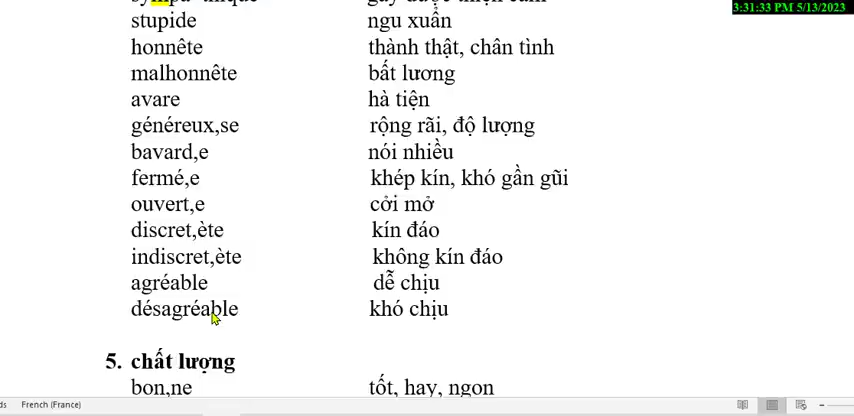 3:31:33 PM 5/13/2023
stupide ngu xuẩn
honnête thành thật, chân tình
malhonnête bất lương
avare hà tiện
généreux,se rộng rãi, độ lượng
bavard,e nói nhiều
fermé,e khép kín, khó gần gũi
ouvert,e cởi mở
discret,ète kín đáo
indiscret,ète không kín đáo
agréable dễ chịu
désagréable khó chịu
5. chất lượng
bon,ne tốt, hay, ngon
French (France)